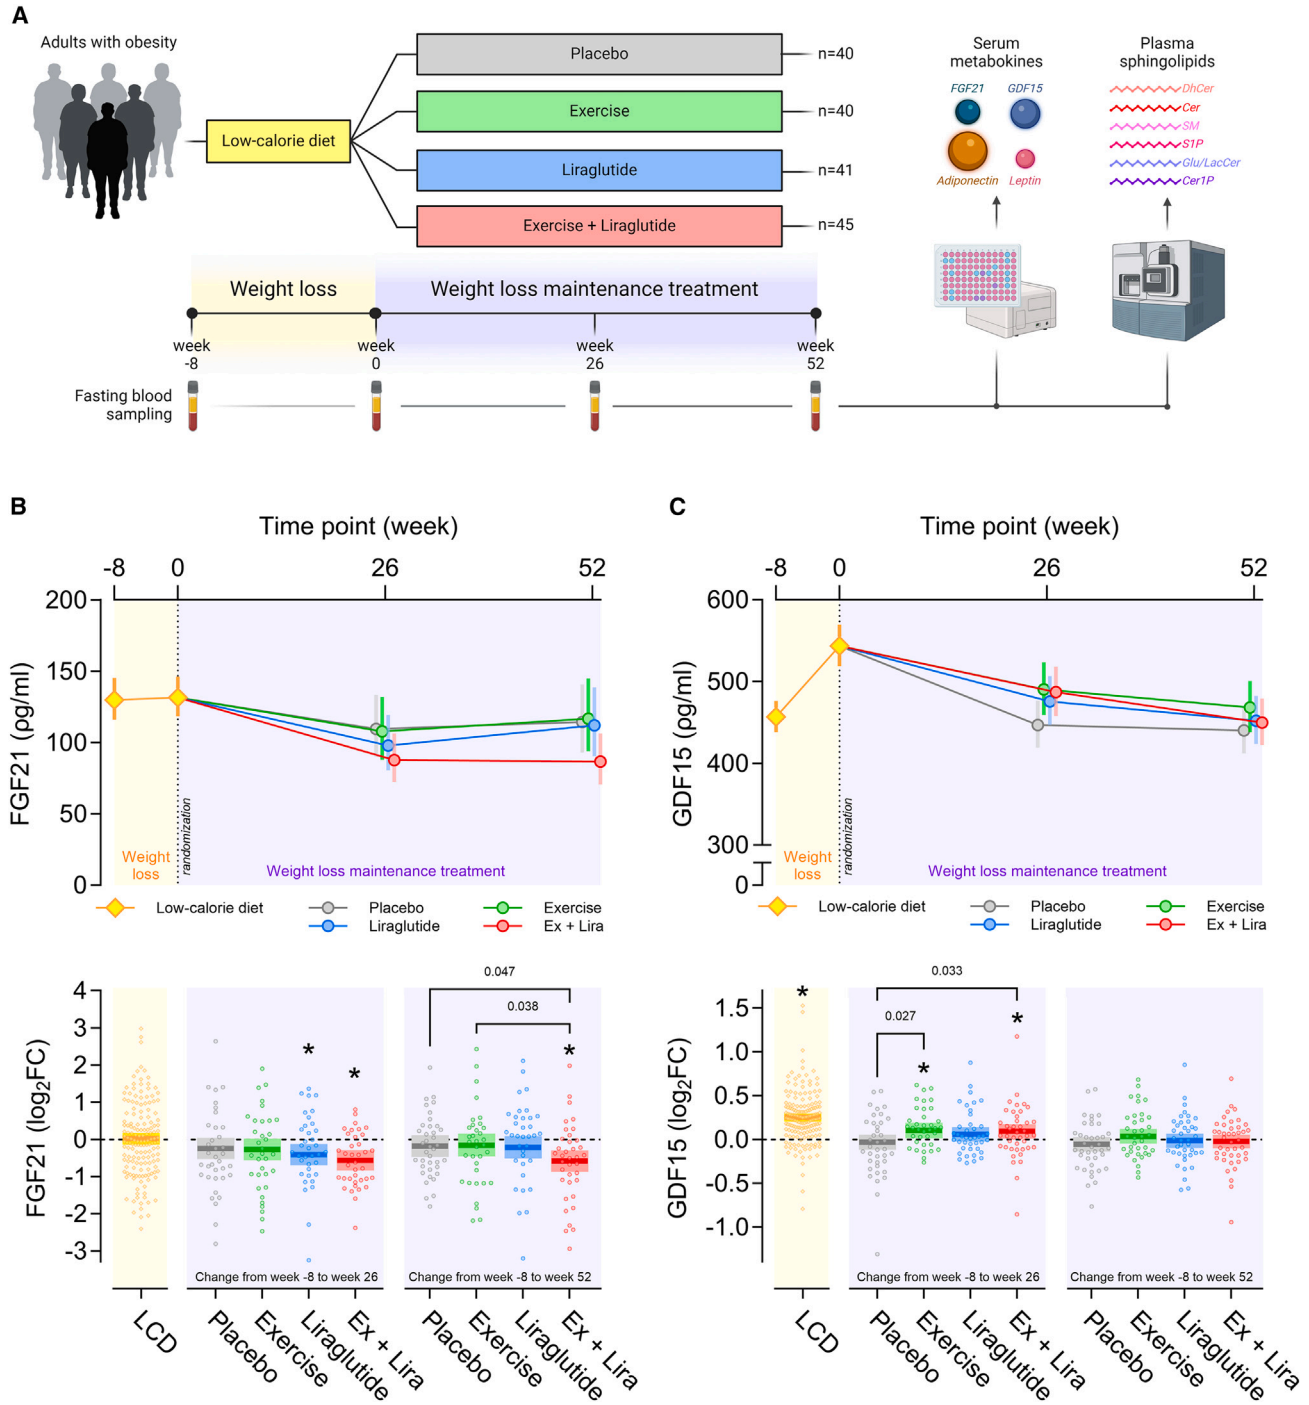 A
Adults with obesity
Low-calorie diet
Placebo
n=40
Exercise
n=40
Liraglutide
n=41
Exercise + Liraglutide
n=45
Serum
metabokines
FGF21 GDF15
Adiponectin Leptin
Plasma
sphingolipids
DhCer
Cer
SM
S1P
Glu/LacCer
Cer1P
Weight loss
Weight loss maintenance treatment
week
-8
week
0
week
26
week
52
Fasting blood
sampling
B
Time point (week)
-8 0 26 52
FGF21 (pg/ml)
200
150
100
50
0
randomization
Weight
loss
Weight loss maintenance treatment
Low-calorie diet
Placebo
Exercise
Liraglutide
Ex + Lira
FGF21 (log2FC)
4
3
2
1
0
-1
-2
-3
0.047
0.038
* * *
Change from week -8 to week 26
Change from week -8 to week 52
LCD
Placebo
Exercise
Liraglutide
Ex + Lira
Placebo
Exercise
Liraglutide
Ex + Lira
C
Time point (week)
-8 0 26 52
GDF15 (pg/ml)
600
500
400
300
0
randomization
Weight
loss
Weight loss maintenance treatment
Low-calorie diet
Placebo
Exercise
Liraglutide
Ex + Lira
GDF15 (log2FC)
1.5
1.0
0.5
0.0
-0.5
-1.0
0.033
0.027
* * *
Change from week -8 to week 26
Change from week -8 to week 52
LCD
Placebo
Exercise
Liraglutide
Ex + Lira
Placebo
Exercise
Liraglutide
Ex + Lira